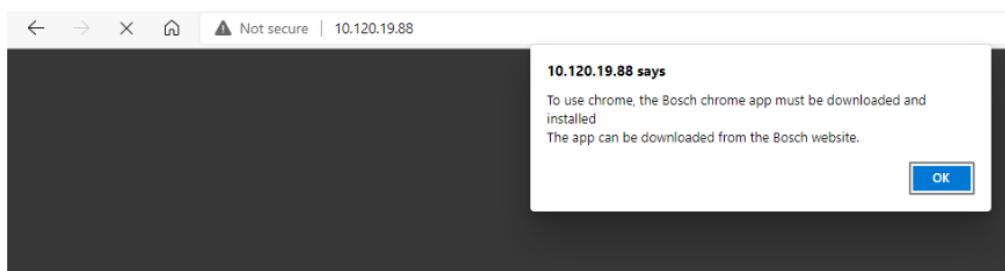 Not secure | 10.120.19.88
10.120.19.88 says
To use chrome, the Bosch chrome app must be downloaded and
installed
The app can be downloaded from the Bosch website.
OK